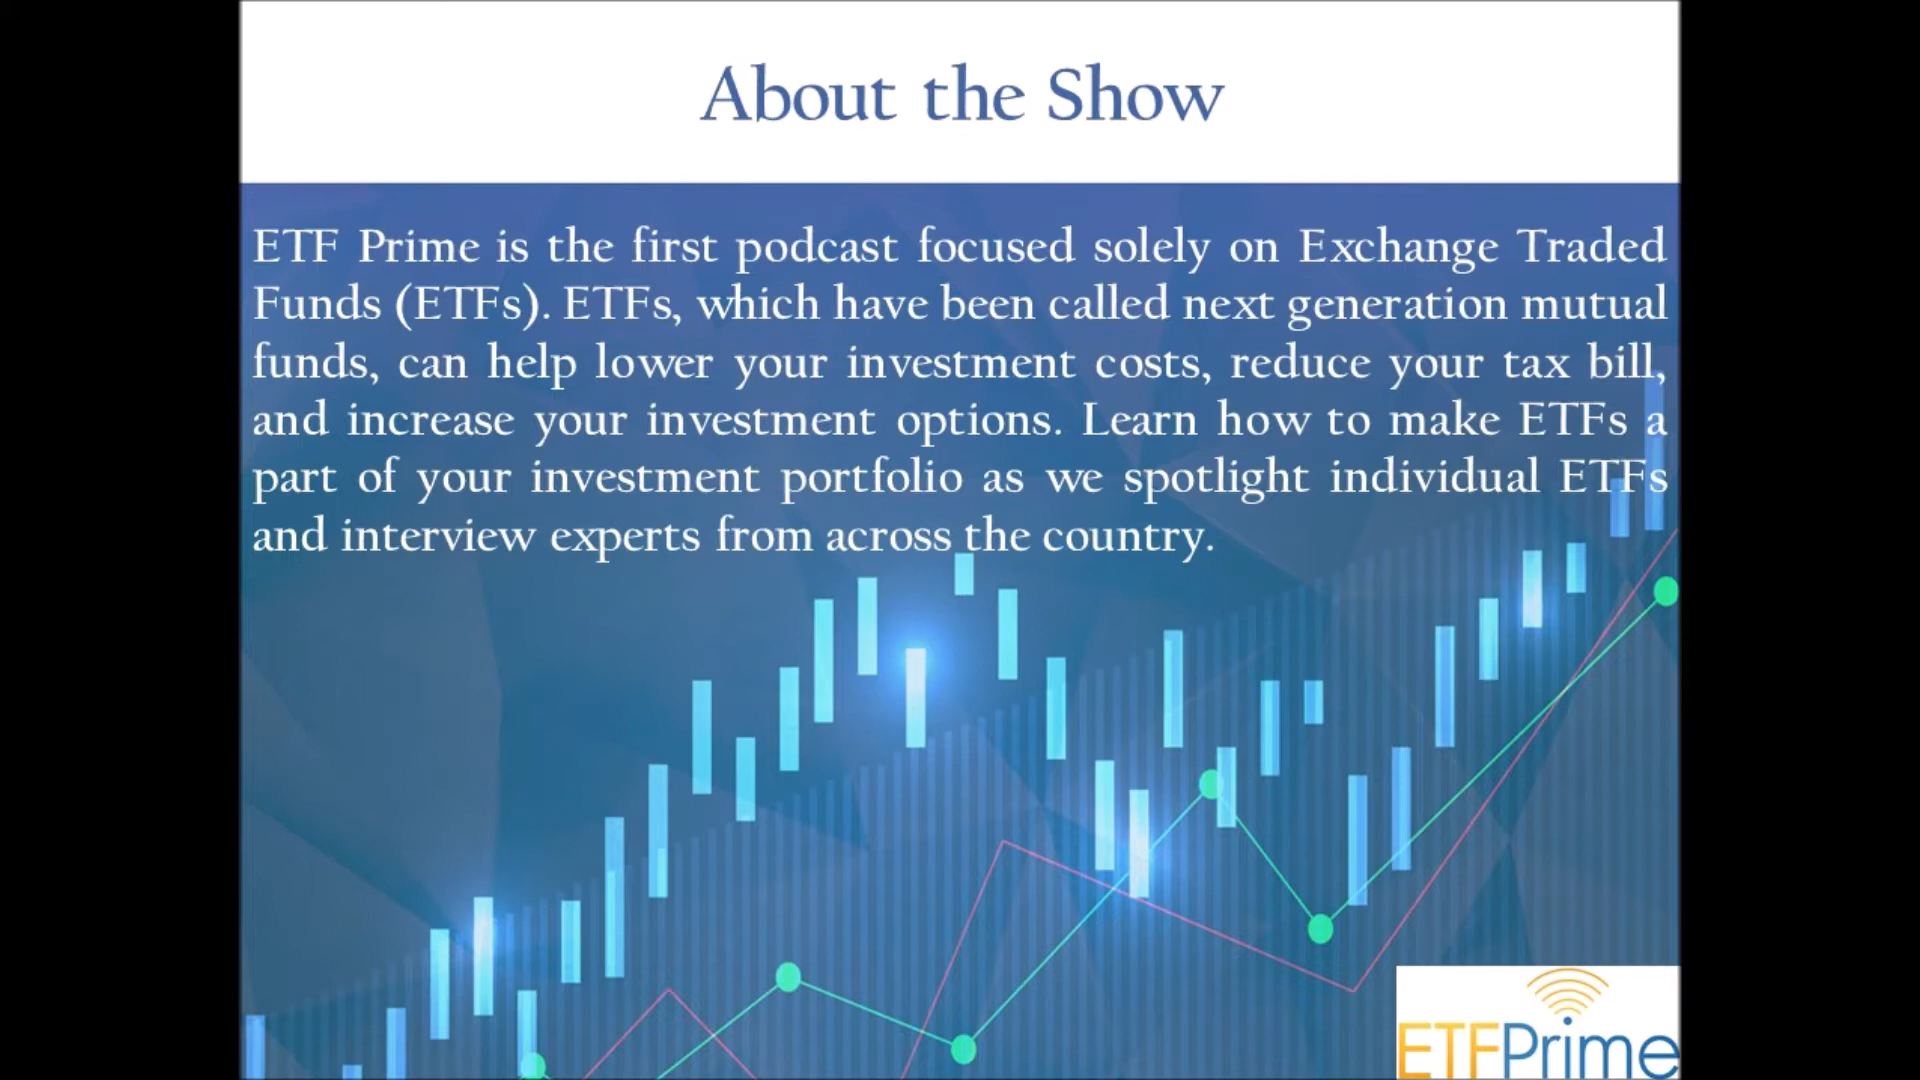 About the Show
ETF Prime is the first podcast focused solely on Exchange Traded
Funds (ETFs). ETFs, which have been called next generation mutual
funds, can help lower your investment costs, reduce your tax bill,
and increase your investment options. Learn how to make ETFs a
part of your investment portfolio as we spotlight individual ETFs
and interview experts from across the country.
ETFPrime